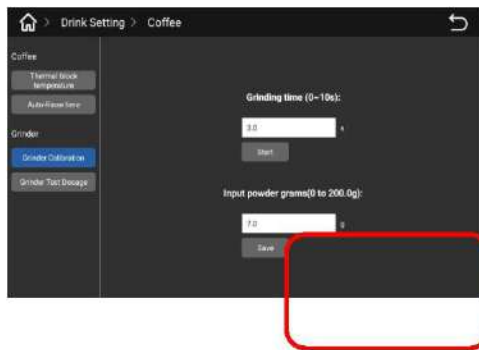 > Drink Setting > Coffee
Coffee
Thermal block
temperature
Auto-Rinse time
Grinder
Grinder Calibration
Grinder Test Dosage
Grinding time (0~10s):
3.0 s
Start
Input powder grams(0 to 200.0g):
7.0 g
Save